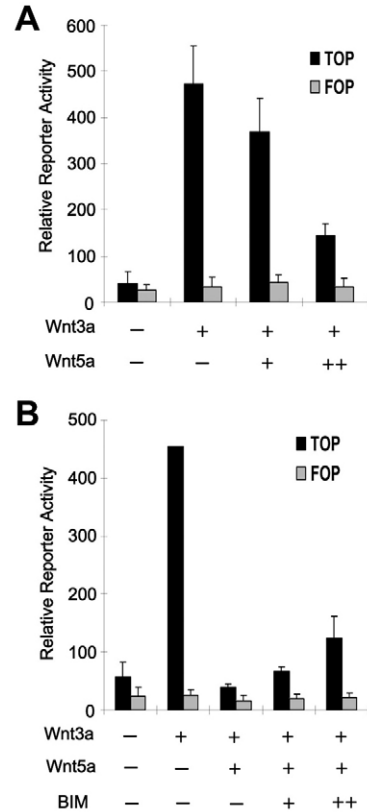 A
600
500
400
300
200
100
0
Relative Reporter Activity
TOP
FOP
Wnt3a – + + +
Wnt5a – – + ++
B
500
400
300
200
100
0
Relative Reporter Activity
TOP
FOP
Wnt3a – + + + +
Wnt5a – – + + +
BIM – – – + ++